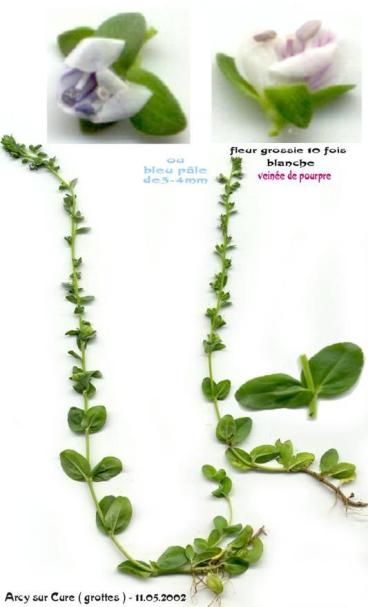 fleur grossie 10 fois
blanche
veinée de pourpre
ou
bleu pâle
de3-4mm
Arcy sur Cure ( grottes ) - 11.05.2002